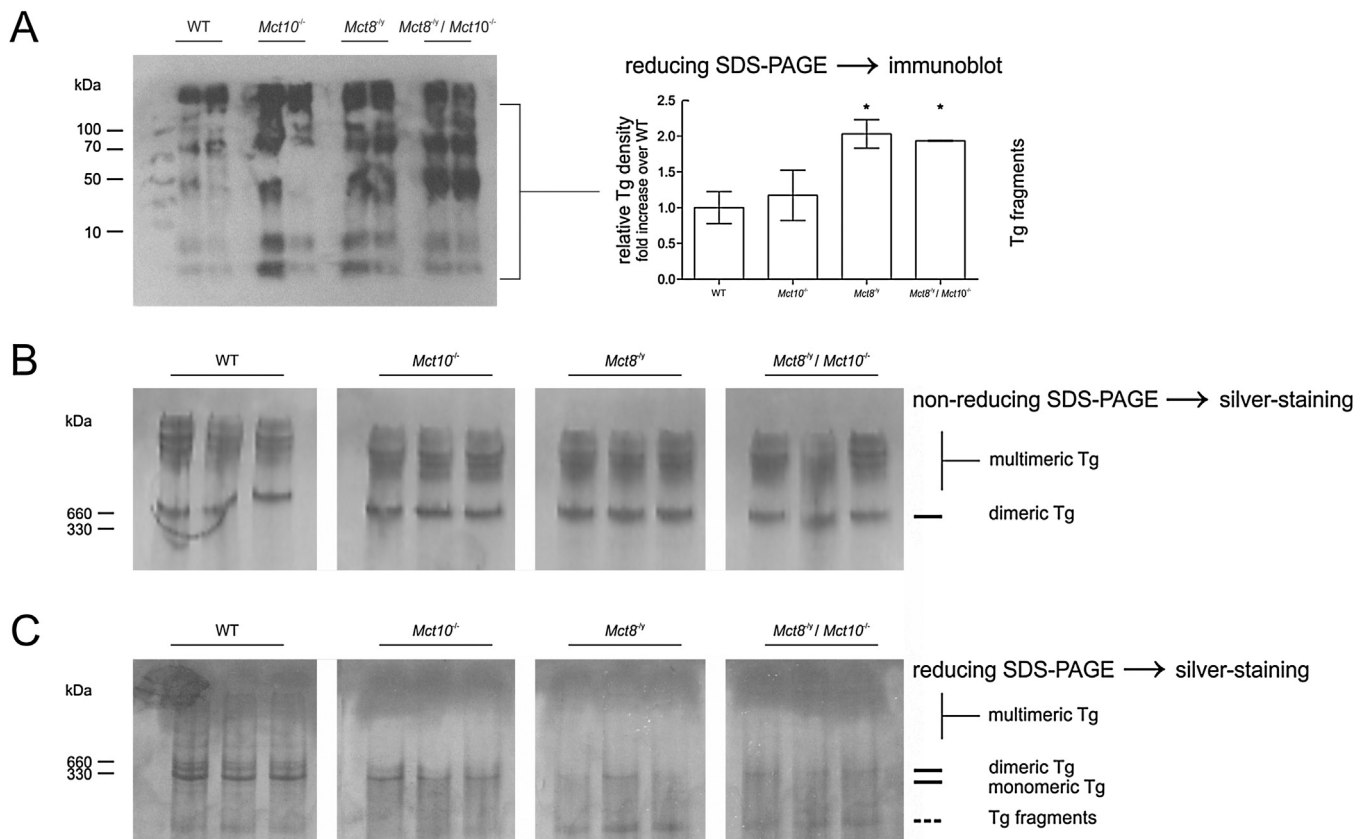 A
WT Mct10-/- Mct8-/y Mct8-/y / Mct10-/-
kDa
100
70
50
10
reducing SDS-PAGE → immunoblot
relative Tg density
fold increase over WT
2.5
2.0
1.5
1.0
0.5
0.0
* *
WT Mct10-/- Mct8-/y Mct8-/y / Mct10-/-
Tg fragments
B
WT Mct10-/- Mct8-/y Mct8-/y / Mct10-/-
kDa
660
330
non-reducing SDS-PAGE → silver-staining
multimeric Tg
dimeric Tg
C
WT Mct10-/- Mct8-/y Mct8-/y / Mct10-/-
kDa
660
330
reducing SDS-PAGE → silver-staining
multimeric Tg
dimeric Tg
monomeric Tg
Tg fragments